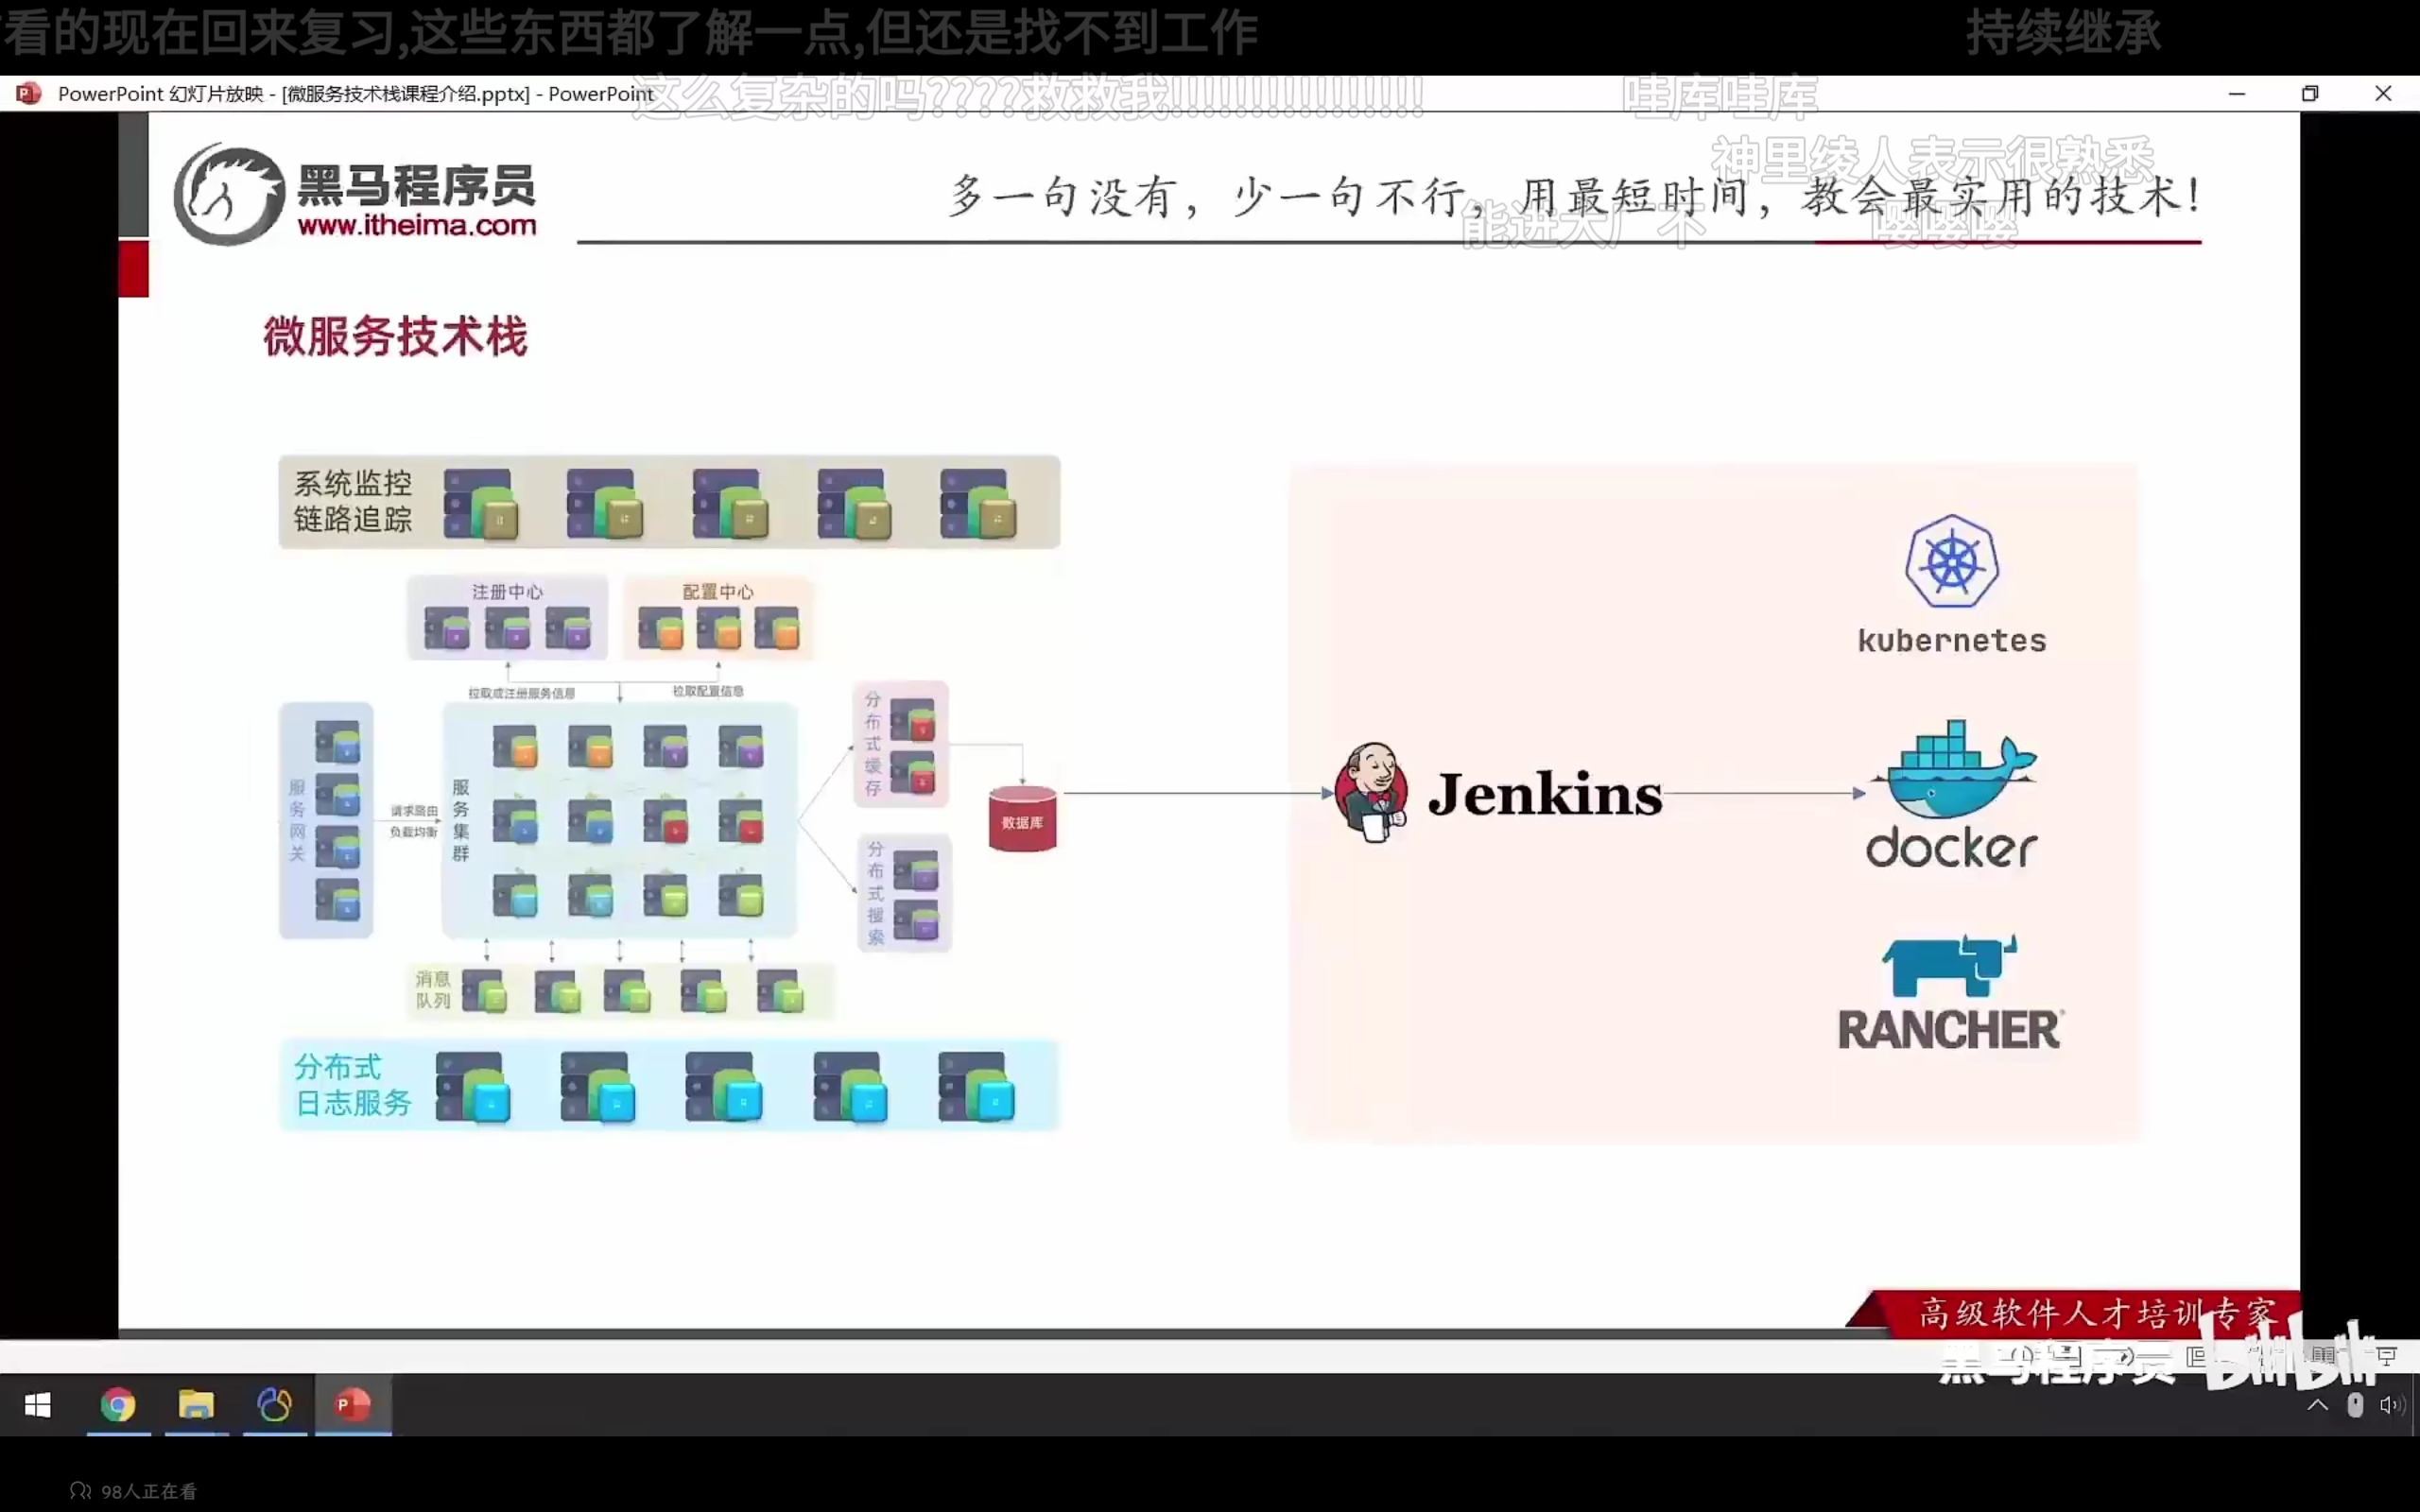 看的现在回来复习,这些东西都了解一点,但还是找不到工作
持续继承
PowerPoint 幻灯片放映 - [微服务技术栈课程介绍.pptx] - PowerPoint
这么复杂的吗????救救我!!!!!!!!!!!!!!!!!!
哇库哇库
神里绫人表示很熟悉
黑马程序员
www.itheima.com
多一句没有，少一句不行，用最短时间，教会最实用的技术！
能进大厂不
嘤嘤嘤
微服务技术栈
系统监控
链路追踪
注册中心
配置中心
拉取或注册服务信息
拉取配置信息
服务网关
请求路由
负载均衡
服务集群
分布式缓存
分布式搜索
数据库
消息
队列
分布式
日志服务
Jenkins
kubernetes
docker
RANCHER
高级软件人才培训专家
黑马程序员
bilibili
98人正在看